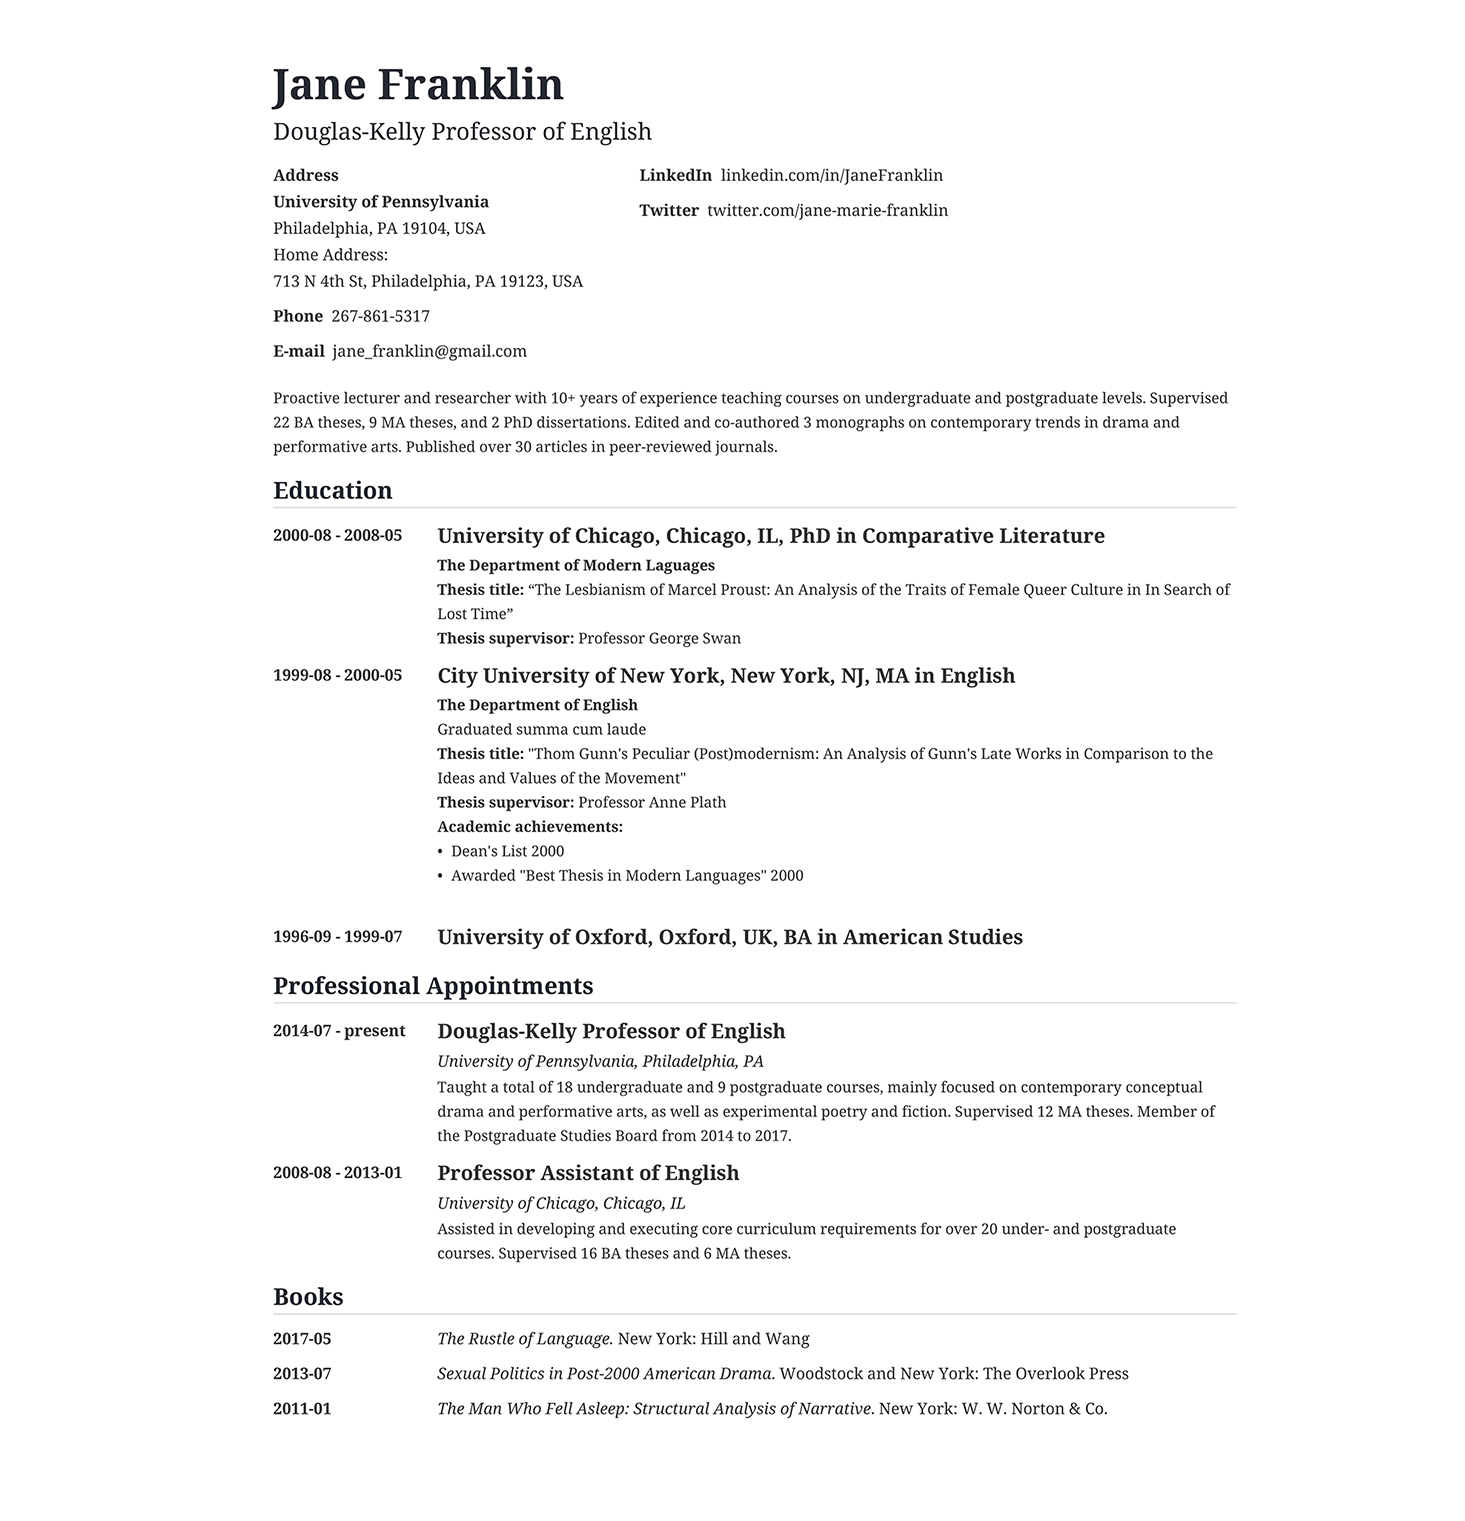 Jane Franklin
Douglas-Kelly Professor of English
Address
University of Pennsylvania
Philadelphia, PA 19104, USA
Home Address:
713 N 4th St, Philadelphia, PA 19123, USA
Phone 267-861-5317
E-mail jane_franklin@gmail.com
LinkedIn linkedin.com/in/JaneFranklin
Twitter twitter.com/jane-marie-franklin
Proactive lecturer and researcher with 10+ years of experience teaching courses on undergraduate and postgraduate levels. Supervised
22 BA theses, 9 MA theses, and 2 PhD dissertations. Edited and co-authored 3 monographs on contemporary trends in drama and
performative arts. Published over 30 articles in peer-reviewed journals.
Education
2000-08 - 2008-05 University of Chicago, Chicago, IL, PhD in Comparative Literature
The Department of Modern Laguages
Thesis title: “The Lesbianism of Marcel Proust: An Analysis of the Traits of Female Queer Culture in In Search of
Lost Time”
Thesis supervisor: Professor George Swan
1999-08 - 2000-05 City University of New York, New York, NJ, MA in English
The Department of English
Graduated summa cum laude
Thesis title: "Thom Gunn's Peculiar (Post)modernism: An Analysis of Gunn's Late Works in Comparison to the
Ideas and Values of the Movement"
Thesis supervisor: Professor Anne Plath
Academic achievements:
• Dean's List 2000
• Awarded "Best Thesis in Modern Languages" 2000
1996-09 - 1999-07 University of Oxford, Oxford, UK, BA in American Studies
Professional Appointments
2014-07 - present Douglas-Kelly Professor of English
University of Pennsylvania, Philadelphia, PA
Taught a total of 18 undergraduate and 9 postgraduate courses, mainly focused on contemporary conceptual
drama and performative arts, as well as experimental poetry and fiction. Supervised 12 MA theses. Member of
the Postgraduate Studies Board from 2014 to 2017.
2008-08 - 2013-01 Professor Assistant of English
University of Chicago, Chicago, IL
Assisted in developing and executing core curriculum requirements for over 20 under- and postgraduate
courses. Supervised 16 BA theses and 6 MA theses.
Books
2017-05 The Rustle of Language. New York: Hill and Wang
2013-07 Sexual Politics in Post-2000 American Drama. Woodstock and New York: The Overlook Press
2011-01 The Man Who Fell Asleep: Structural Analysis of Narrative. New York: W. W. Norton & Co.